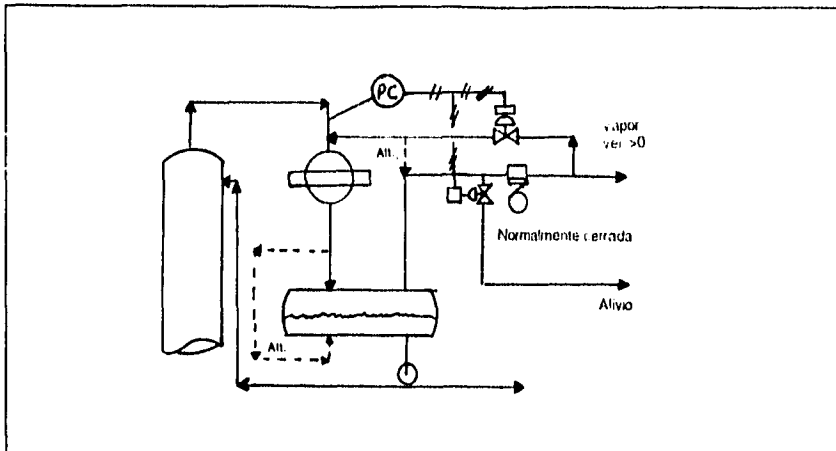 PC
vapor
ver. >0
Alt.
Normalmente cerrada
Alivio
Alt.